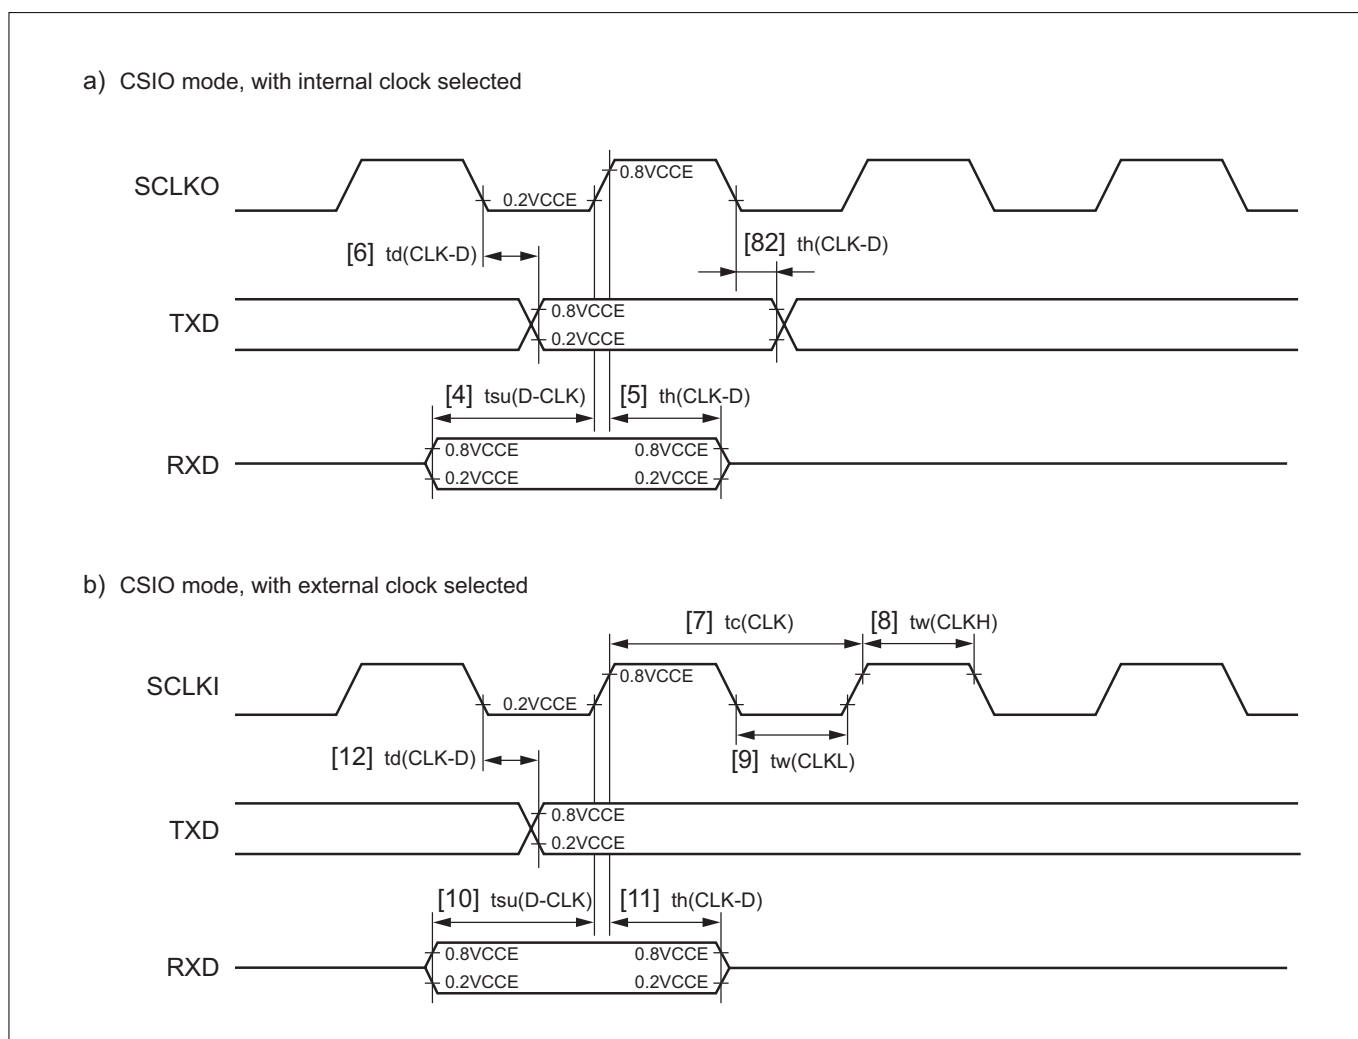 a) CSIO mode, with internal clock selected
SCLKO
0.8VCCE
0.2VCCE
[6] td(CLK-D)
[82] th(CLK-D)
TXD
0.8VCCE
0.2VCCE
[4] tsu(D-CLK)
[5] th(CLK-D)
RXD
0.8VCCE
0.8VCCE
0.2VCCE
0.2VCCE
b) CSIO mode, with external clock selected
[7] tc(CLK)
[8] tw(CLKH)
SCLKI
0.8VCCE
0.2VCCE
[12] td(CLK-D)
[9] tw(CLKL)
TXD
0.8VCCE
0.2VCCE
[10] tsu(D-CLK)
[11] th(CLK-D)
RXD
0.8VCCE
0.8VCCE
0.2VCCE
0.2VCCE